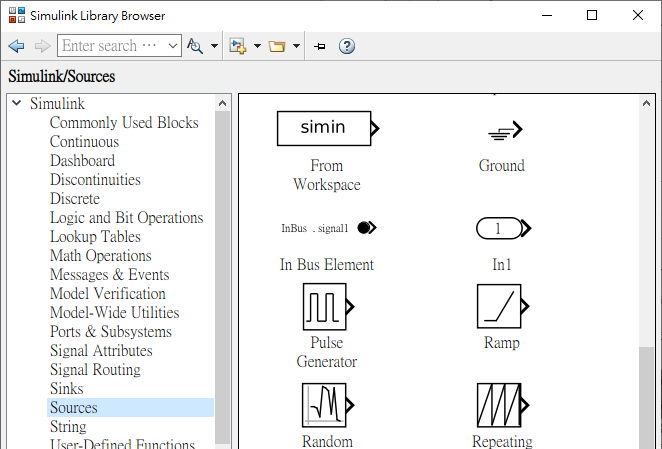 Simulink Library Browser
Enter search ···
Simulink/Sources
Simulink
Commonly Used Blocks
Continuous
Dashboard
Discontinuities
Discrete
Logic and Bit Operations
Lookup Tables
Math Operations
Messages & Events
Model Verification
Model-Wide Utilities
Ports & Subsystems
Signal Attributes
Signal Routing
Sinks
Sources
String
User-Defined Functions
simin
From
Workspace
Ground
InBus .signal1
In Bus Element
1
In1
Pulse
Generator
Ramp
Random
Repeating